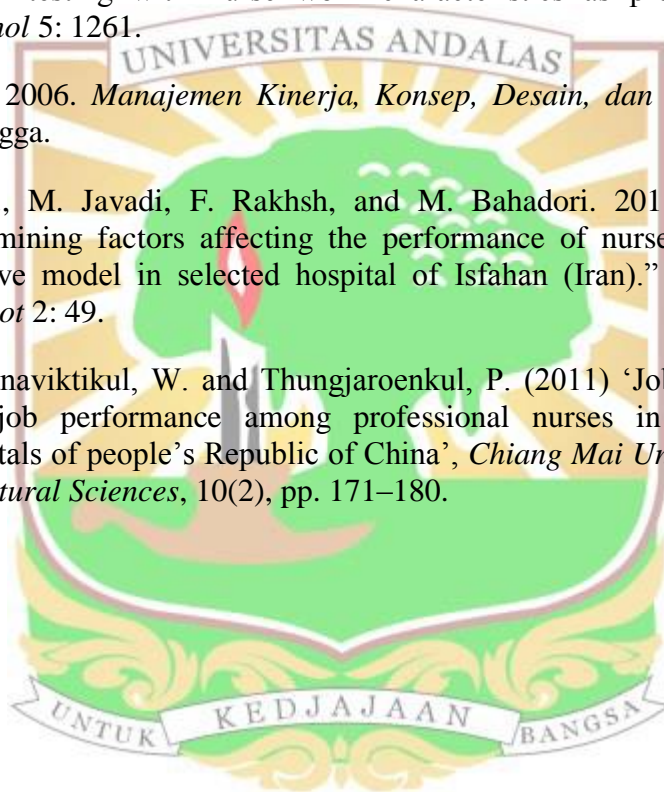 UNIVERSITAS ANDALAS
nol 5: 1261.
2006. Manajemen Kinerja, Konsep, Desain, dan
gga.
, M. Javadi, F. Rakhsh, and M. Bahadori. 201
mining factors affecting the performance of nurse
ve model in selected hospital of Isfahan (Iran).”
ot 2: 49.
naviktikul, W. and Thungjaroenkul, P. (2011) ‘Job
job performance among professional nurses in
tals of people’s Republic of China’, Chiang Mai Un
tural Sciences, 10(2), pp. 171–180.
UNTUK KEDJAJAAN BANGSA